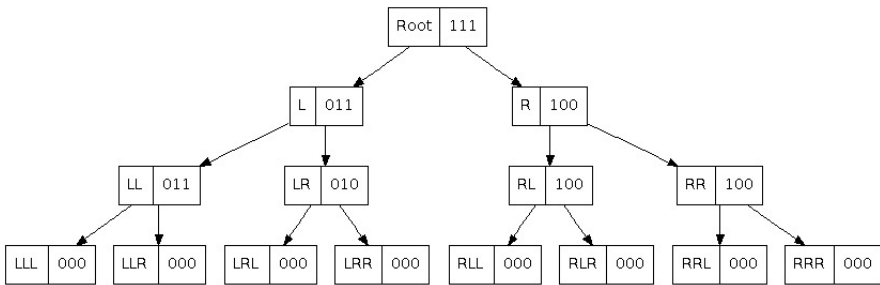 Root 111
L 011 R 100
LL 011 LR 010 RL 100 RR 100
LLL 000 LLR 000 LRL 000 LRR 000 RLL 000 RLR 000 RRL 000 RRR 000